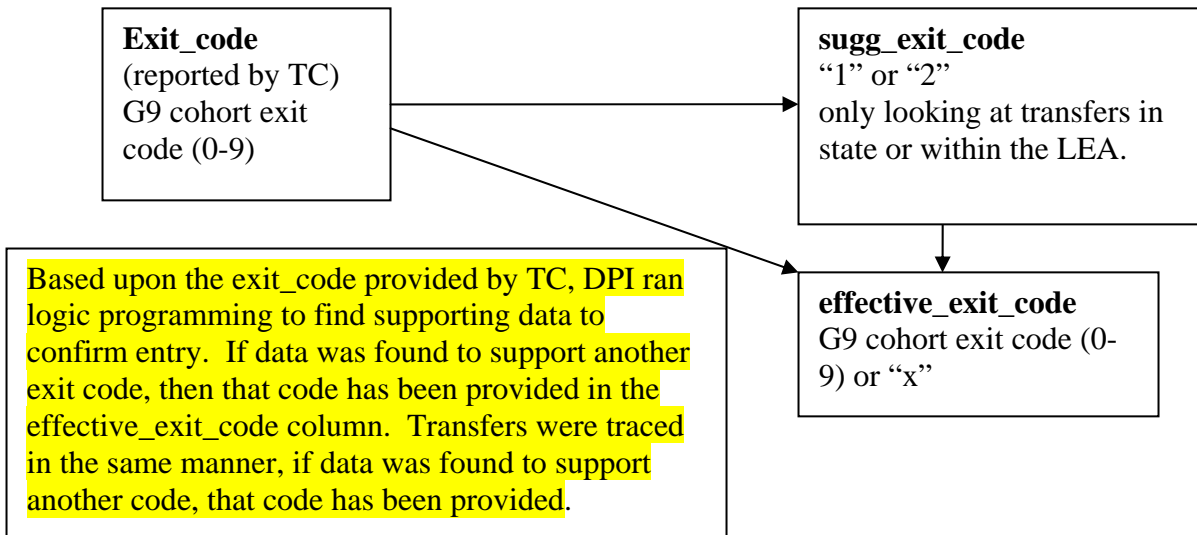 Exit_code
(reported by TC)
G9 cohort exit
code (0-9)
sugg_exit_code
“1” or “2”
only looking at transfers in
state or within the LEA.
Based upon the exit_code provided by TC, DPI ran
logic programming to find supporting data to
confirm entry.  If data was found to support another
exit code, then that code has been provided in the
effective_exit_code column.  Transfers were traced
in the same manner, if data was found to support
another code, that code has been provided.
effective_exit_code
G9 cohort exit code (0-
9) or “x”